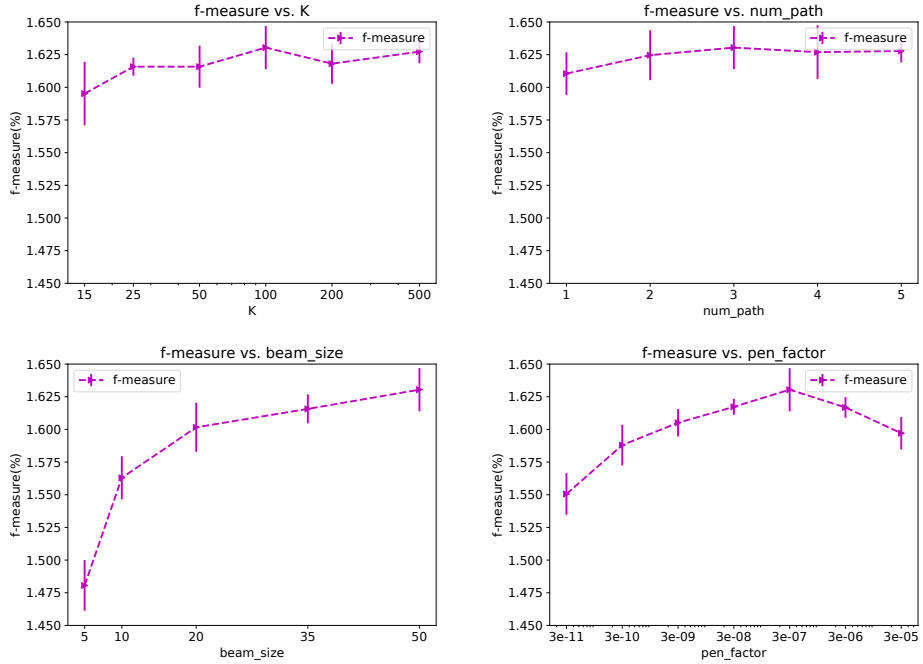 f-measure vs. K
1.650
1.625
1.600
1.575
1.550
1.525
1.500
1.475
1.450
f-measure(%)
f-measure
15 25 50 100 200 500
K
f-measure vs. num_path
1.650
1.625
1.600
1.575
1.550
1.525
1.500
1.475
1.450
f-measure(%)
f-measure
1 2 3 4 5
num_path
f-measure vs. beam_size
1.650
1.625
1.600
1.575
1.550
1.525
1.500
1.475
1.450
f-measure(%)
f-measure
5 10 20 35 50
beam_size
f-measure vs. pen_factor
1.650
1.625
1.600
1.575
1.550
1.525
1.500
1.475
1.450
f-measure(%)
f-measure
3e-11 3e-10 3e-09 3e-08 3e-07 3e-06 3e-05
pen_factor